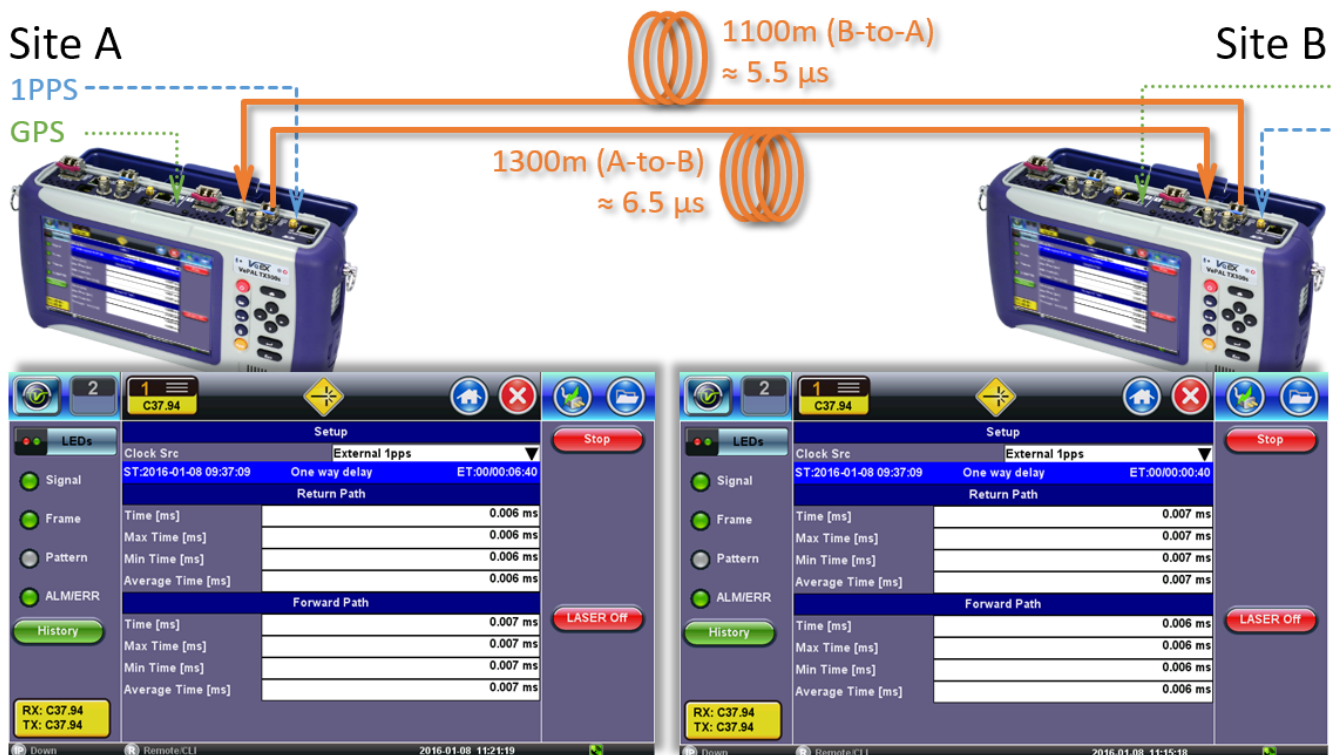 Site A
1PPS
GPS
1100m (B-to-A)
≈ 5.5 µs
1300m (A-to-B)
≈ 6.5 µs
Site B
VEEX
VePAL TX300s
VEEX
VePAL TX300s
2
1
C37.94
LEDs
Signal
Frame
Pattern
ALM/ERR
History
RX: C37.94
TX: C37.94
Setup
Clock Src External 1pps
ST:2016-01-08 09:37:09 One way delay ET:00/00:06:40
Return Path
Time [ms] 0.006 ms
Max Time [ms] 0.006 ms
Min Time [ms] 0.006 ms
Average Time [ms] 0.006 ms
Forward Path
Time [ms] 0.007 ms
Max Time [ms] 0.007 ms
Min Time [ms] 0.007 ms
Average Time [ms] 0.007 ms
Stop
LASER Off
IP Down R Remote/CLI 2016-01-08 11:21:19
2
1
C37.94
LEDs
Signal
Frame
Pattern
ALM/ERR
History
RX: C37.94
TX: C37.94
Setup
Clock Src External 1pps
ST:2016-01-08 09:37:09 One way delay ET:00/00:00:40
Return Path
Time [ms] 0.007 ms
Max Time [ms] 0.007 ms
Min Time [ms] 0.007 ms
Average Time [ms] 0.007 ms
Forward Path
Time [ms] 0.006 ms
Max Time [ms] 0.006 ms
Min Time [ms] 0.006 ms
Average Time [ms] 0.006 ms
Stop
LASER Off
IP Down R Remote/CLI 2016-01-08 11:15:18